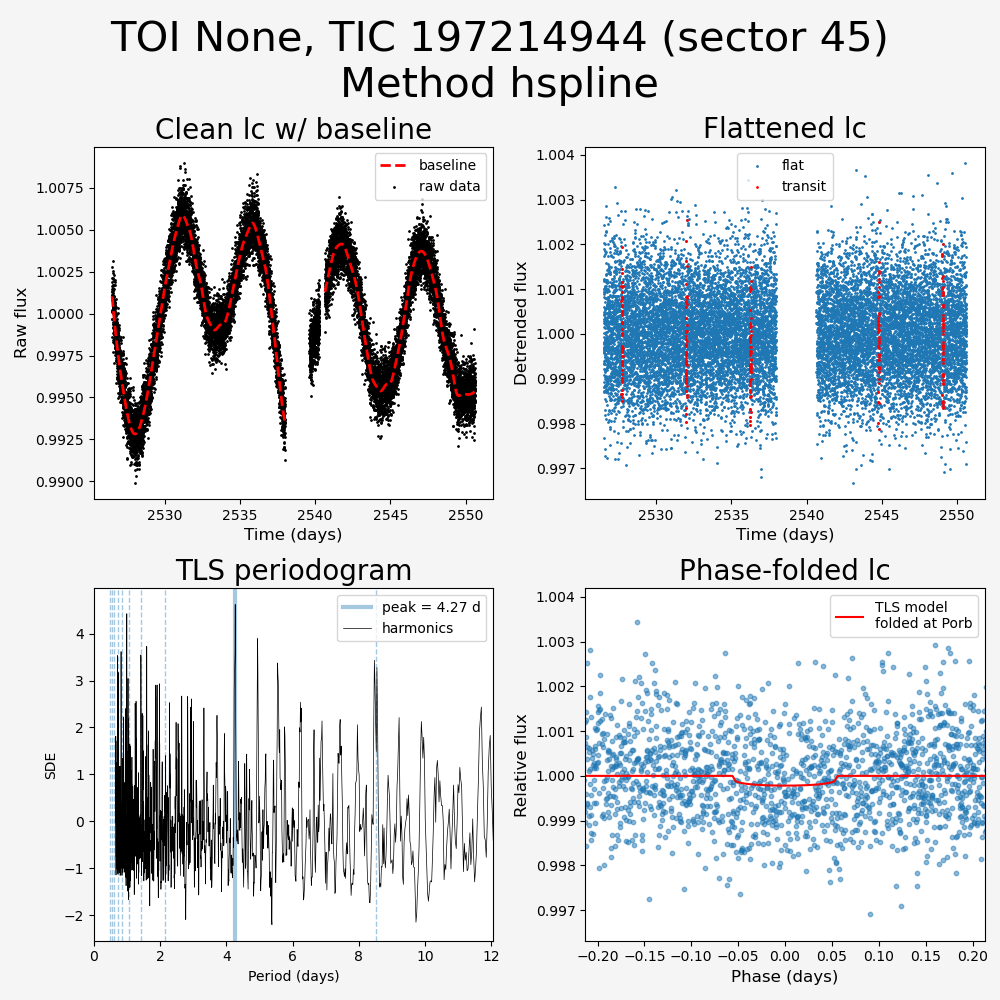 TOI None, TIC 197214944 (sector 45)
Method hspline
Clean lc w/ baseline
baseline
raw data
1.0075
1.0050
1.0025
1.0000
0.9975
0.9950
0.9925
0.9900
Raw flux
2530
2535
2540
2545
2550
Time (days)
Flattened lc
flat
transit
1.004
1.003
1.002
1.001
1.000
0.999
0.998
0.997
Detrended flux
2530
2535
2540
2545
2550
Time (days)
TLS periodogram
peak = 4.27 d
harmonics
4
3
2
1
0
−1
−2
SDE
0
2
4
6
8
10
12
Period (days)
Phase-folded lc
TLS model
folded at Porb
1.004
1.003
1.002
1.001
1.000
0.999
0.998
0.997
Relative flux
−0.20
−0.15
−0.10
−0.05
0.00
0.05
0.10
0.15
0.20
Phase (days)